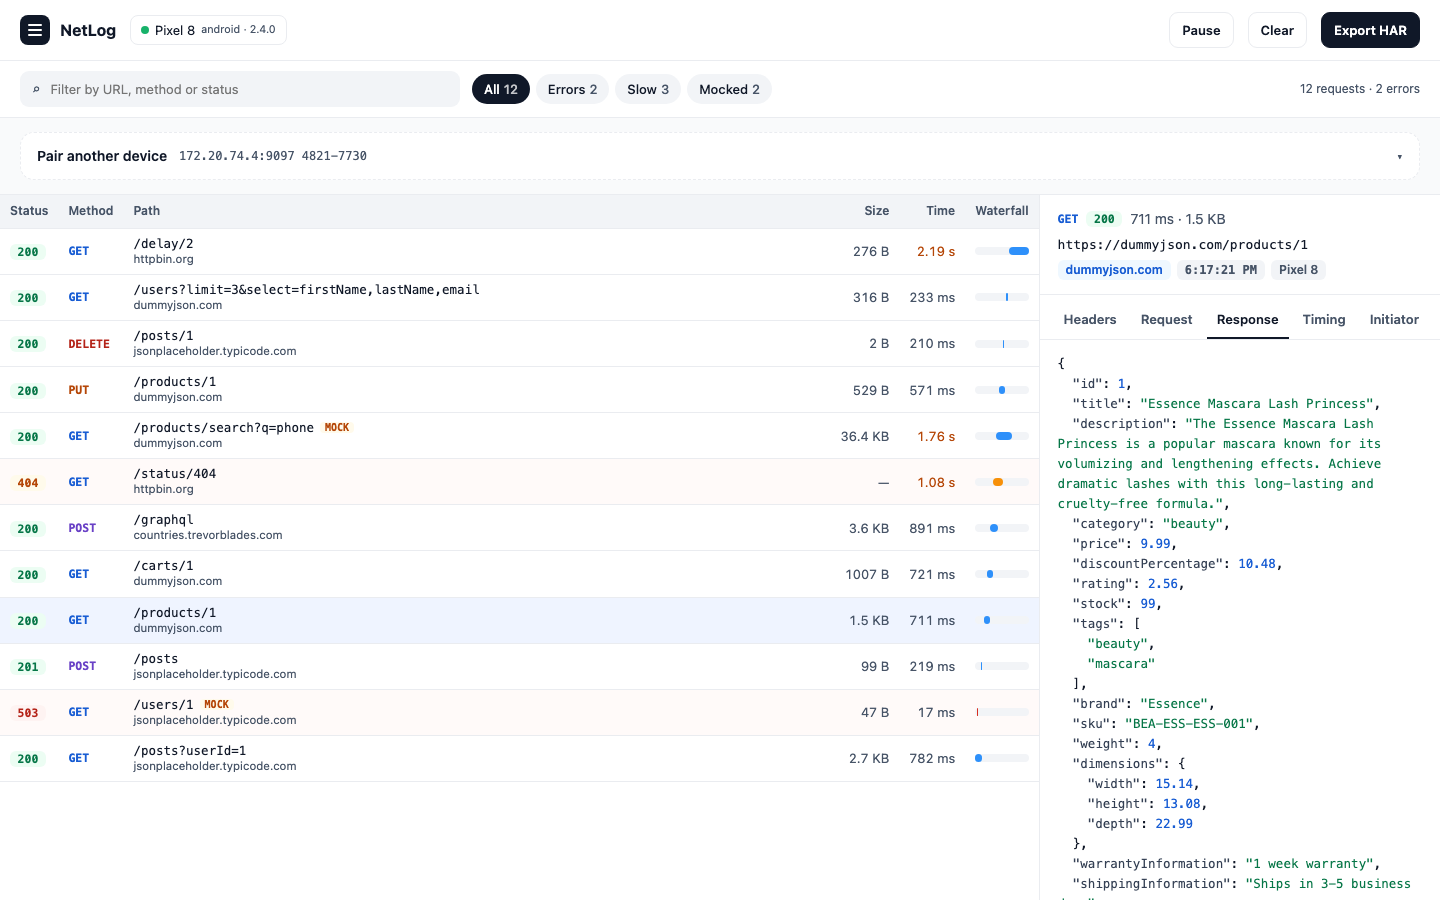 NetLog
Pixel 8 android · 2.4.0
Pause
Clear
Export HAR
Filter by URL, method or status
All 12
Errors 2
Slow 3
Mocked 2
12 requests · 2 errors
Pair another device 172.20.74.4:9097 4821-7730
Status Method Path Size Time Waterfall
200 GET /delay/2 276 B 2.19 s
httpbin.org
200 GET /users?limit=3&select=firstName,lastName,email 316 B 233 ms
dummyjson.com
200 DELETE /posts/1 2 B 210 ms
jsonplaceholder.typicode.com
200 PUT /products/1 529 B 571 ms
dummyjson.com
200 GET /products/search?q=phone MOCK 36.4 KB 1.76 s
dummyjson.com
404 GET /status/404 — 1.08 s
httpbin.org
200 POST /graphql 3.6 KB 891 ms
countries.trevorblades.com
200 GET /carts/1 1007 B 721 ms
dummyjson.com
200 GET /products/1 1.5 KB 711 ms
dummyjson.com
201 POST /posts 99 B 219 ms
jsonplaceholder.typicode.com
503 GET /users/1 MOCK 47 B 17 ms
jsonplaceholder.typicode.com
200 GET /posts?userId=1 2.7 KB 782 ms
jsonplaceholder.typicode.com
GET 200 711 ms · 1.5 KB
https://dummyjson.com/products/1
dummyjson.com 6:17:21 PM Pixel 8
Headers Request Response Timing Initiator
{
"id": 1,
"title": "Essence Mascara Lash Princess",
"description": "The Essence Mascara Lash
Princess is a popular mascara known for its
volumizing and lengthening effects. Achieve
dramatic lashes with this long-lasting and
cruelty-free formula.",
"category": "beauty",
"price": 9.99,
"discountPercentage": 10.48,
"rating": 2.56,
"stock": 99,
"tags": [
"beauty",
"mascara"
],
"brand": "Essence",
"sku": "BEA-ESS-ESS-001",
"weight": 4,
"dimensions": {
"width": 15.14,
"height": 13.08,
"depth": 22.99
},
"warrantyInformation": "1 week warranty",
"shippingInformation": "Ships in 3-5 business